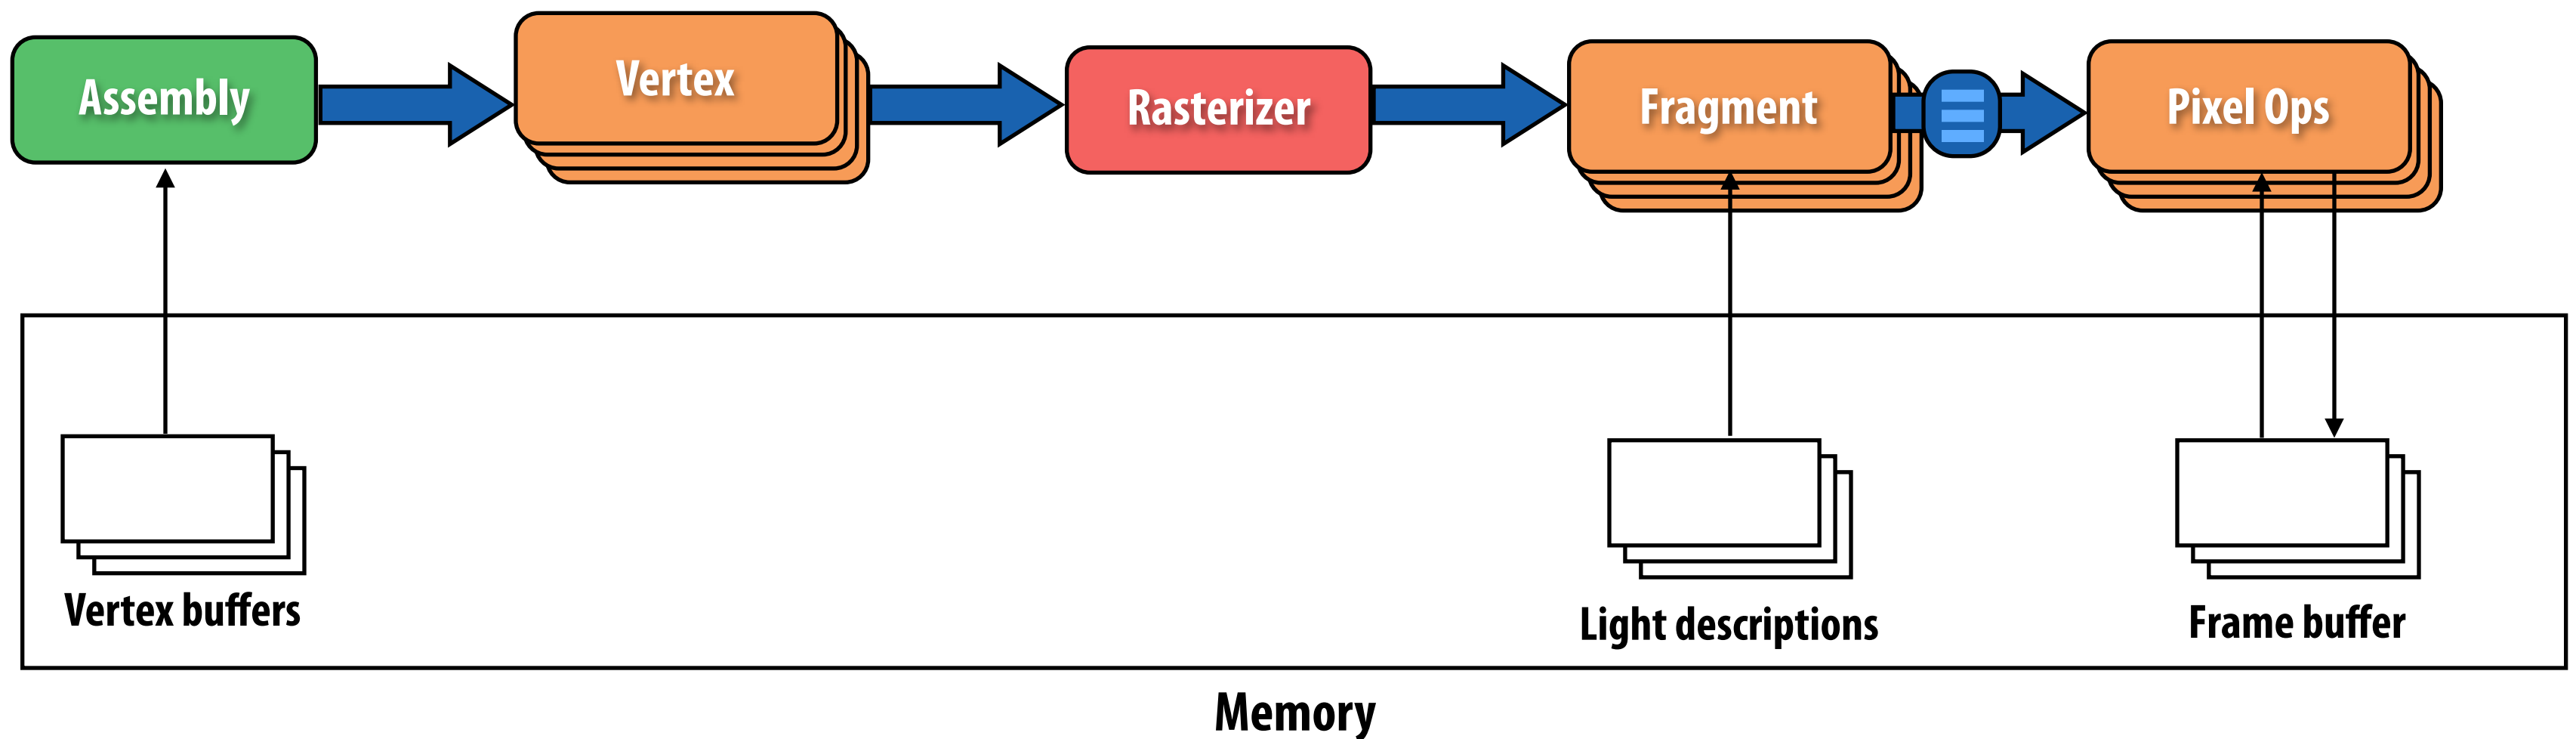 Assembly
Vertex
Rasterizer
Fragment
Pixel Ops
Vertex buffers
Light descriptions
Frame buffer
Memory